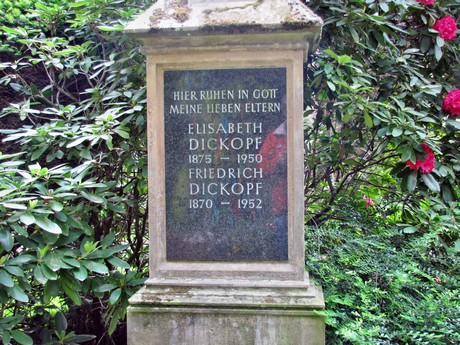 HIER RUHEN IN GOTT
MEINE LIEBEN ELTERN
ELISABETH
DICKOPF
1875 – 1950
FRIEDRICH
DICKOPF
1870 – 1952